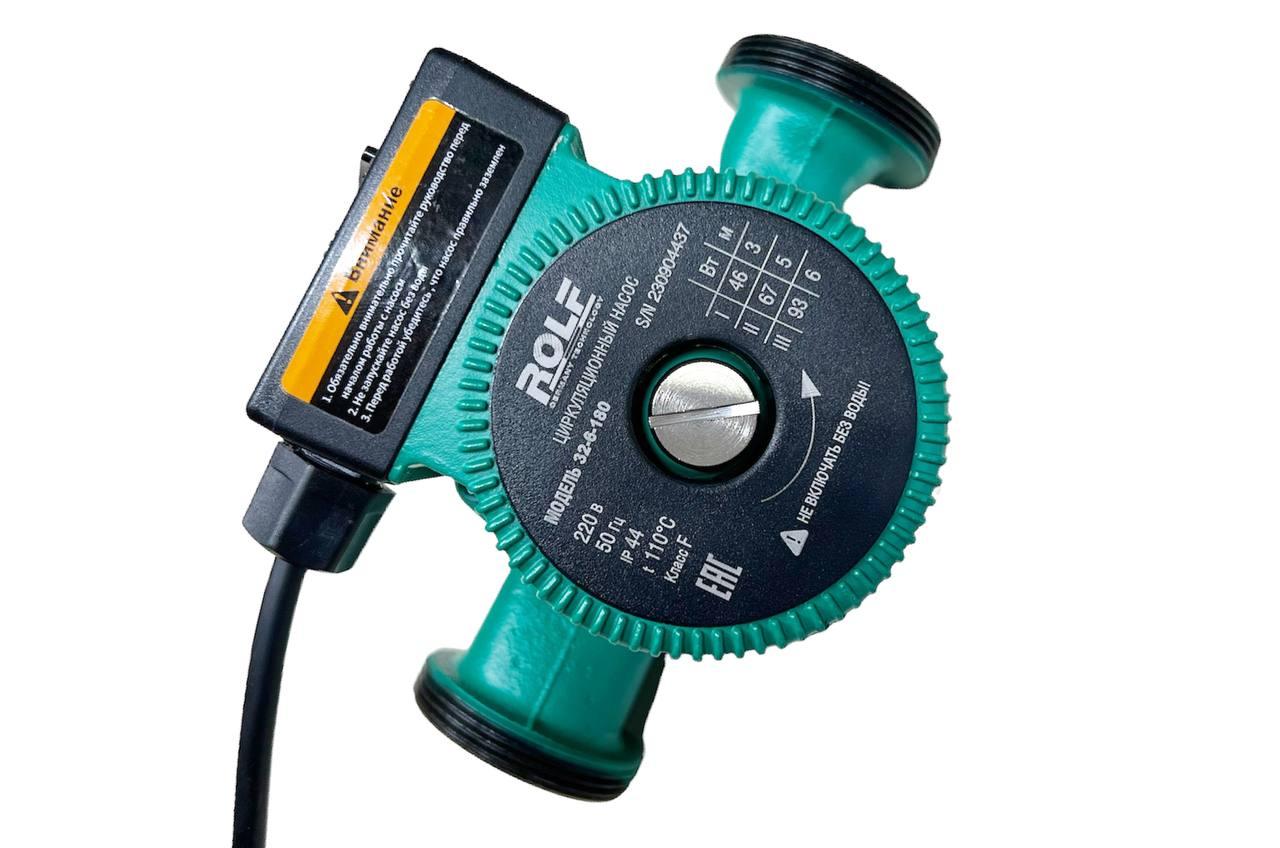 Внимание
1. Обязательно внимательно прочитайте руководство перед
началом работы с насосм
2. Не запускайте насос без воды
3. Перед работой убедитесь , что насос правильно заземлен
ROLF
GERMANY TECHNOLOGY
ЦИРКУЛЯЦИОННЫЙ НАСОС
МОДЕЛЬ 32-6-180
S/N 230904437
Вт м
I 46 3
II 67 5
III 93 6
220 в
50 Гц
IP 44
t 110°C
Класс F
EAC
НЕ ВКЛЮЧАТЬ БЕЗ ВОДЫ!!